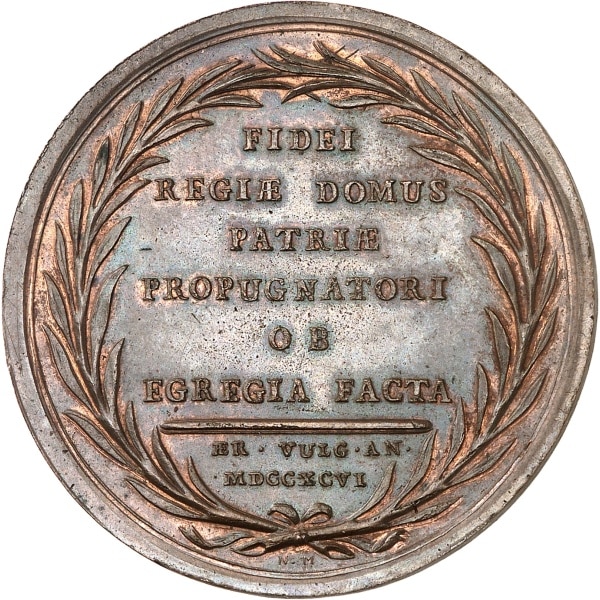 FIDEI
REGIÆ DOMUS
PATRIÆ
PROPUGNATORI
OB
EGREGIA FACTA
ER · VULG · AN ·
· MDCCXCVI ·
N. M